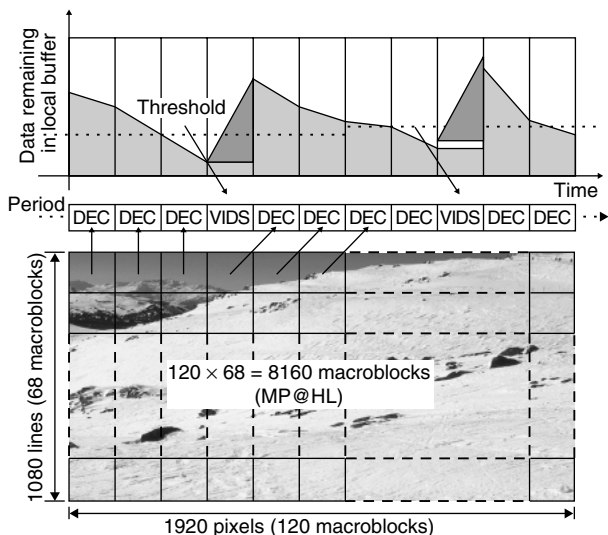 Data remaining
in local buffer
Threshold
Time
Period
DEC DEC DEC VIDS DEC DEC DEC DEC VIDS DEC DEC
1080 lines (68 macroblocks)
120 × 68 = 8160 macroblocks
(MP@HL)
1920 pixels (120 macroblocks)